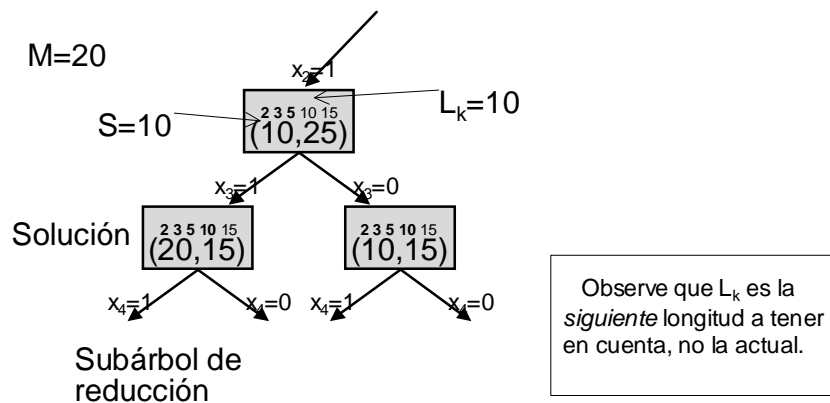 M=20
x2=1
S=10
2 3 5 10 15
(10,25)
Lk=10
x3=1
x3=0
Solución
2 3 5 10 15
(20,15)
2 3 5 10 15
(10,15)
x4=1
x4=0
x4=1
x4=0
Subárbol de
reducción
Observe que Lk es la
siguiente longitud a tener
en cuenta, no la actual.